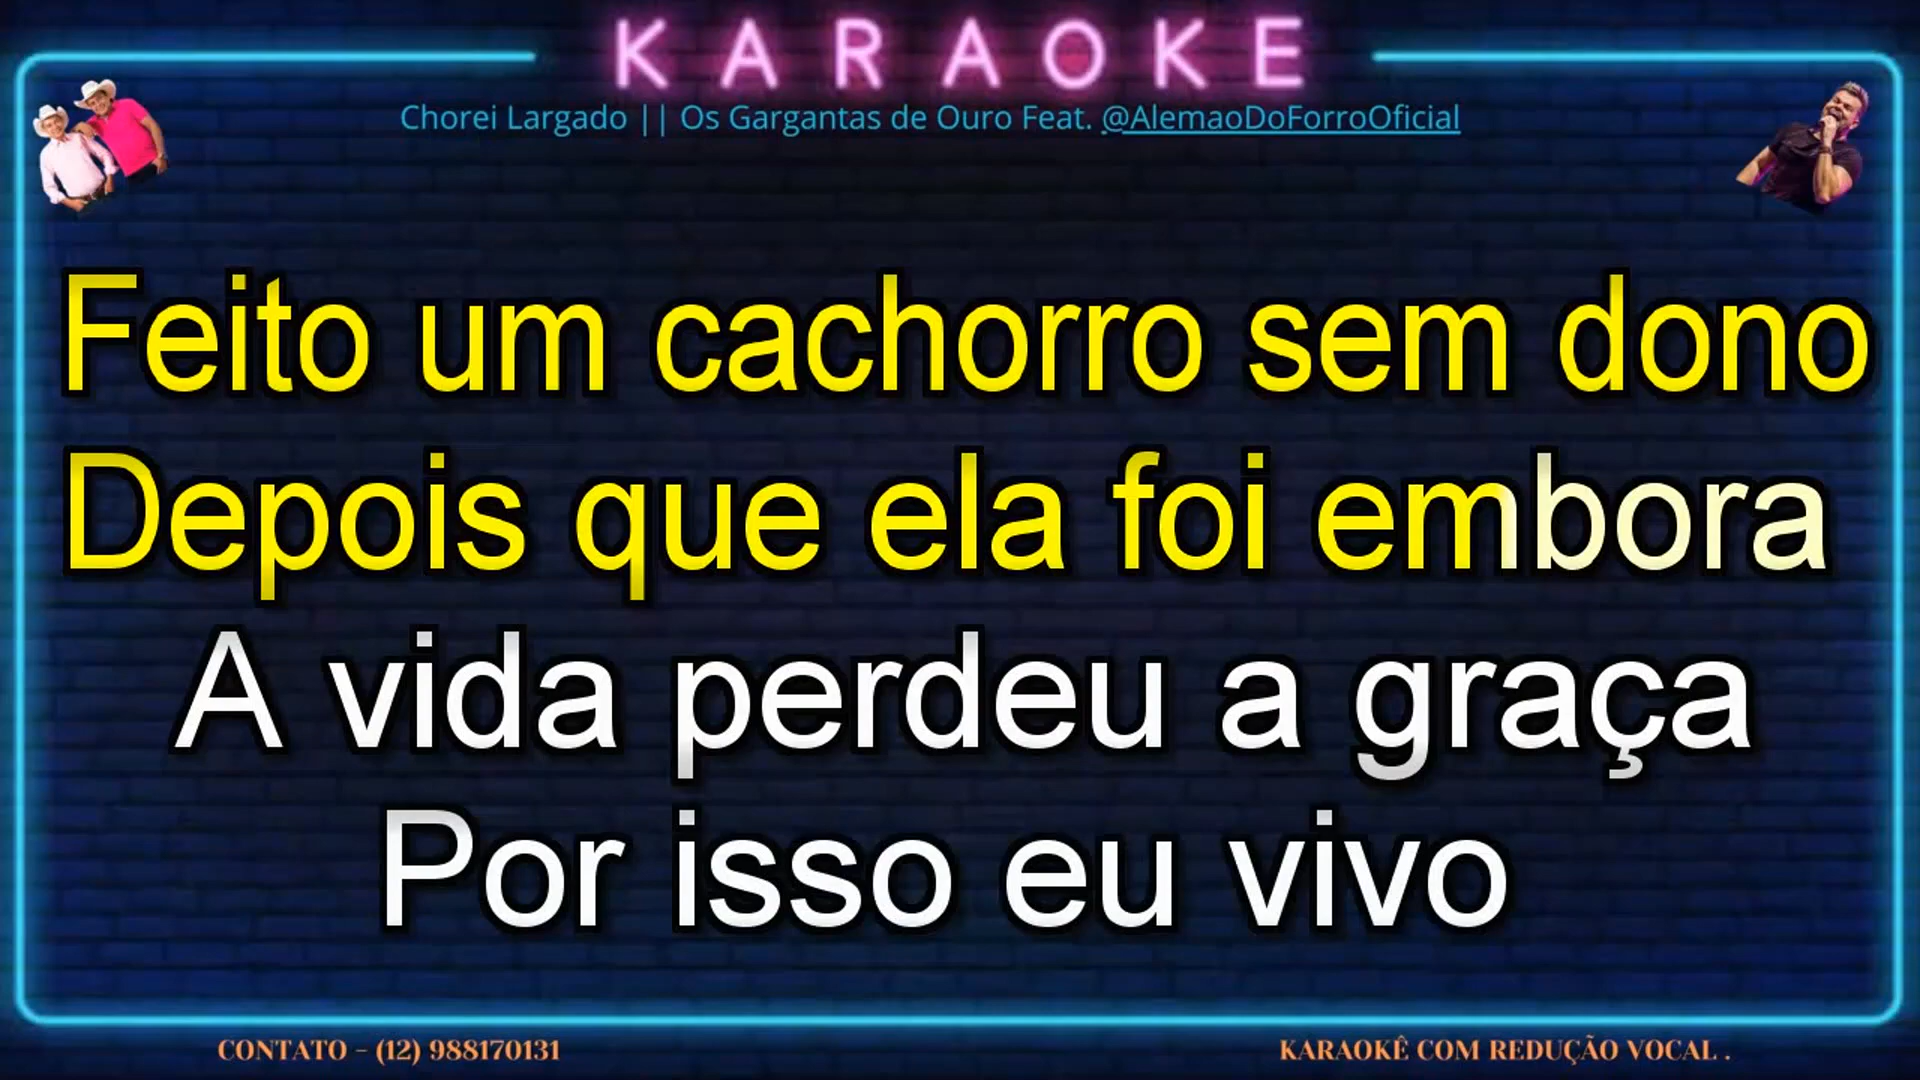 KARAOKE
Chorei Largado || Os Gargantas de Ouro Feat. @AlemaoDoForroOficial
Feito um cachorro sem dono
Depois que ela foi embora
A vida perdeu a graça
Por isso eu vivo
CONTATO - (12) 988170131
KARAOKÊ COM REDUÇÃO VOCAL .